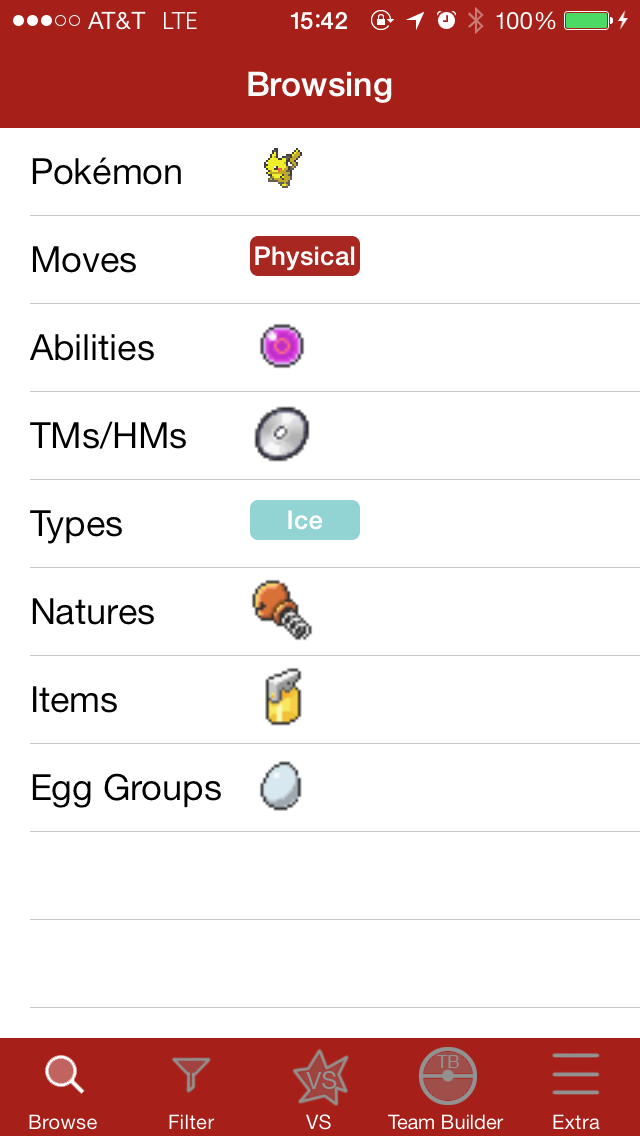 AT&T LTE 15:42 100%
Browsing
Pokémon
Moves Physical
Abilities
TMs/HMs
Types Ice
Natures
Items
Egg Groups
VS TB
Browse Filter VS Team Builder Extra